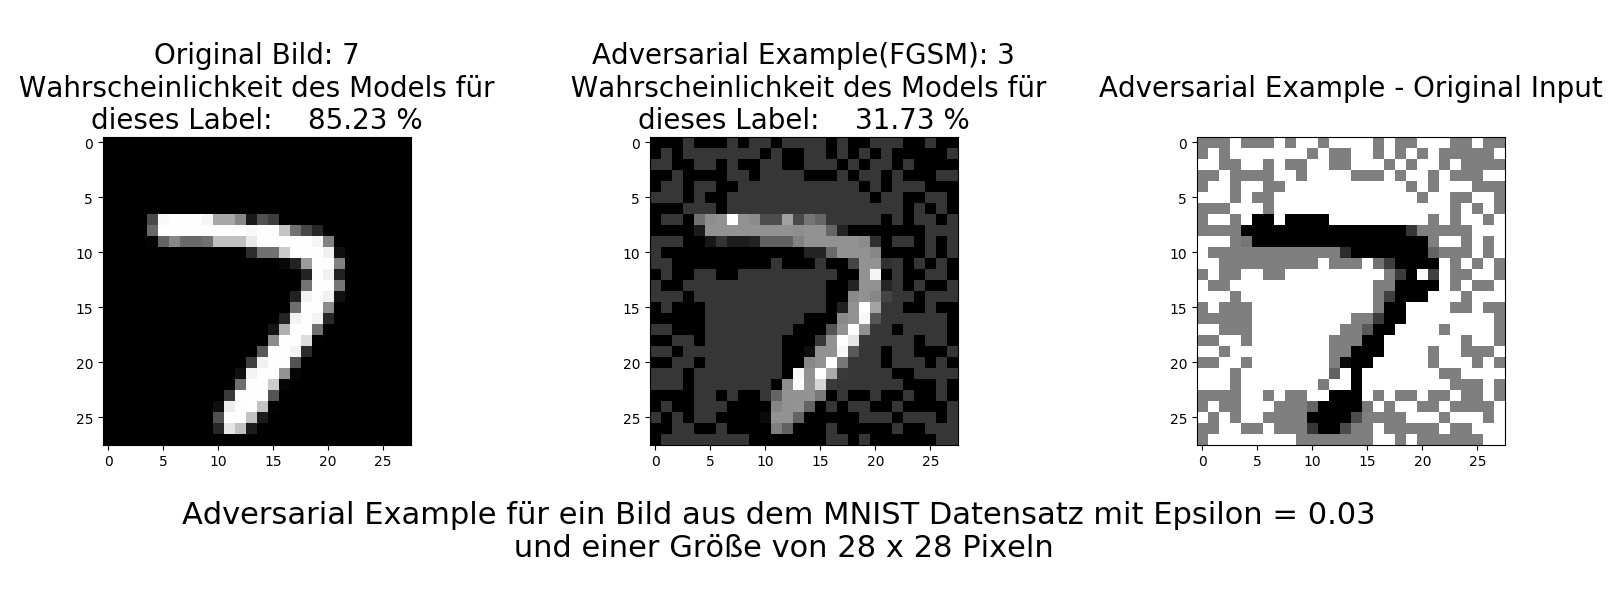 Original Bild: 7
Wahrscheinlichkeit des Models für
dieses Label: 85.23 %
0
5
10
15
20
25
0 5 10 15 20 25
Adversarial Example(FGSM): 3
Wahrscheinlichkeit des Models für
dieses Label: 31.73 %
0
5
10
15
20
25
0 5 10 15 20 25
Adversarial Example - Original Input
0
5
10
15
20
25
0 5 10 15 20 25
Adversarial Example für ein Bild aus dem MNIST Datensatz mit Epsilon = 0.03
und einer Größe von 28 x 28 Pixeln